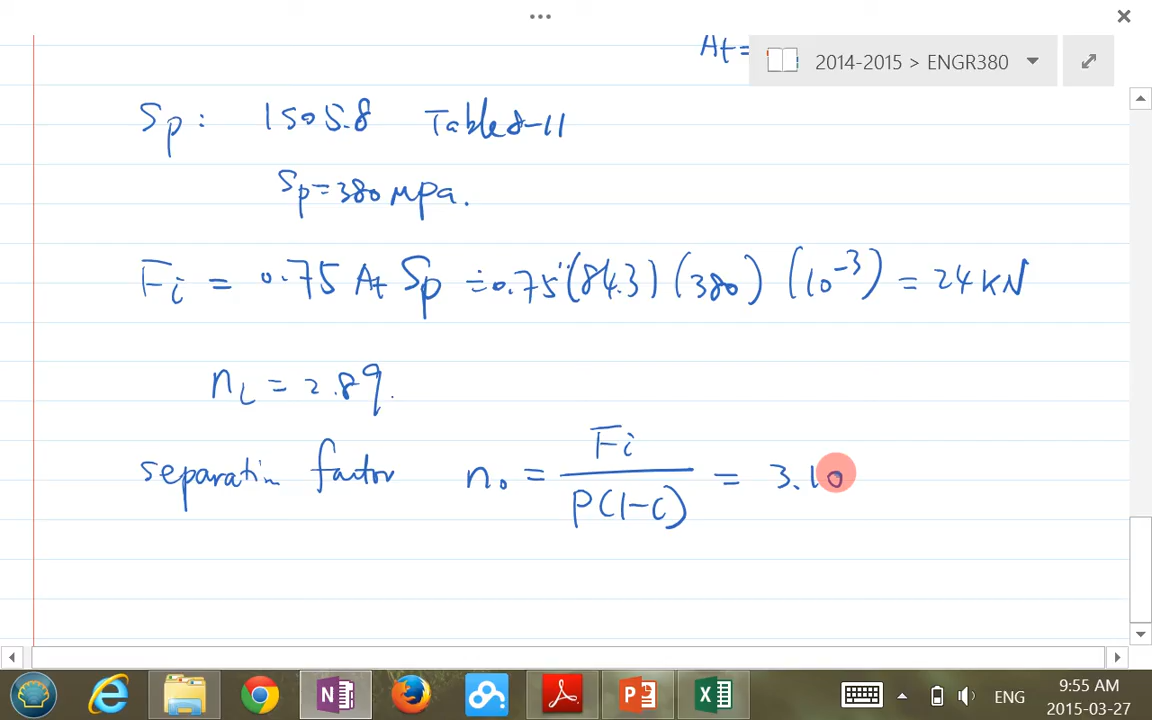 At=
2014-2015 > ENGR380
Sp: ISO 5.8 Table 8-11
Sp=380 MPa.
Fi = 0.75 At Sp = 0.75 (84.3) (380) (10^-3) = 24 KN
nL = 2.89.
separatin factor n0 = Fi / P(1-C) = 3.10
N
P
X
ENG
9:55 AM
2015-03-27